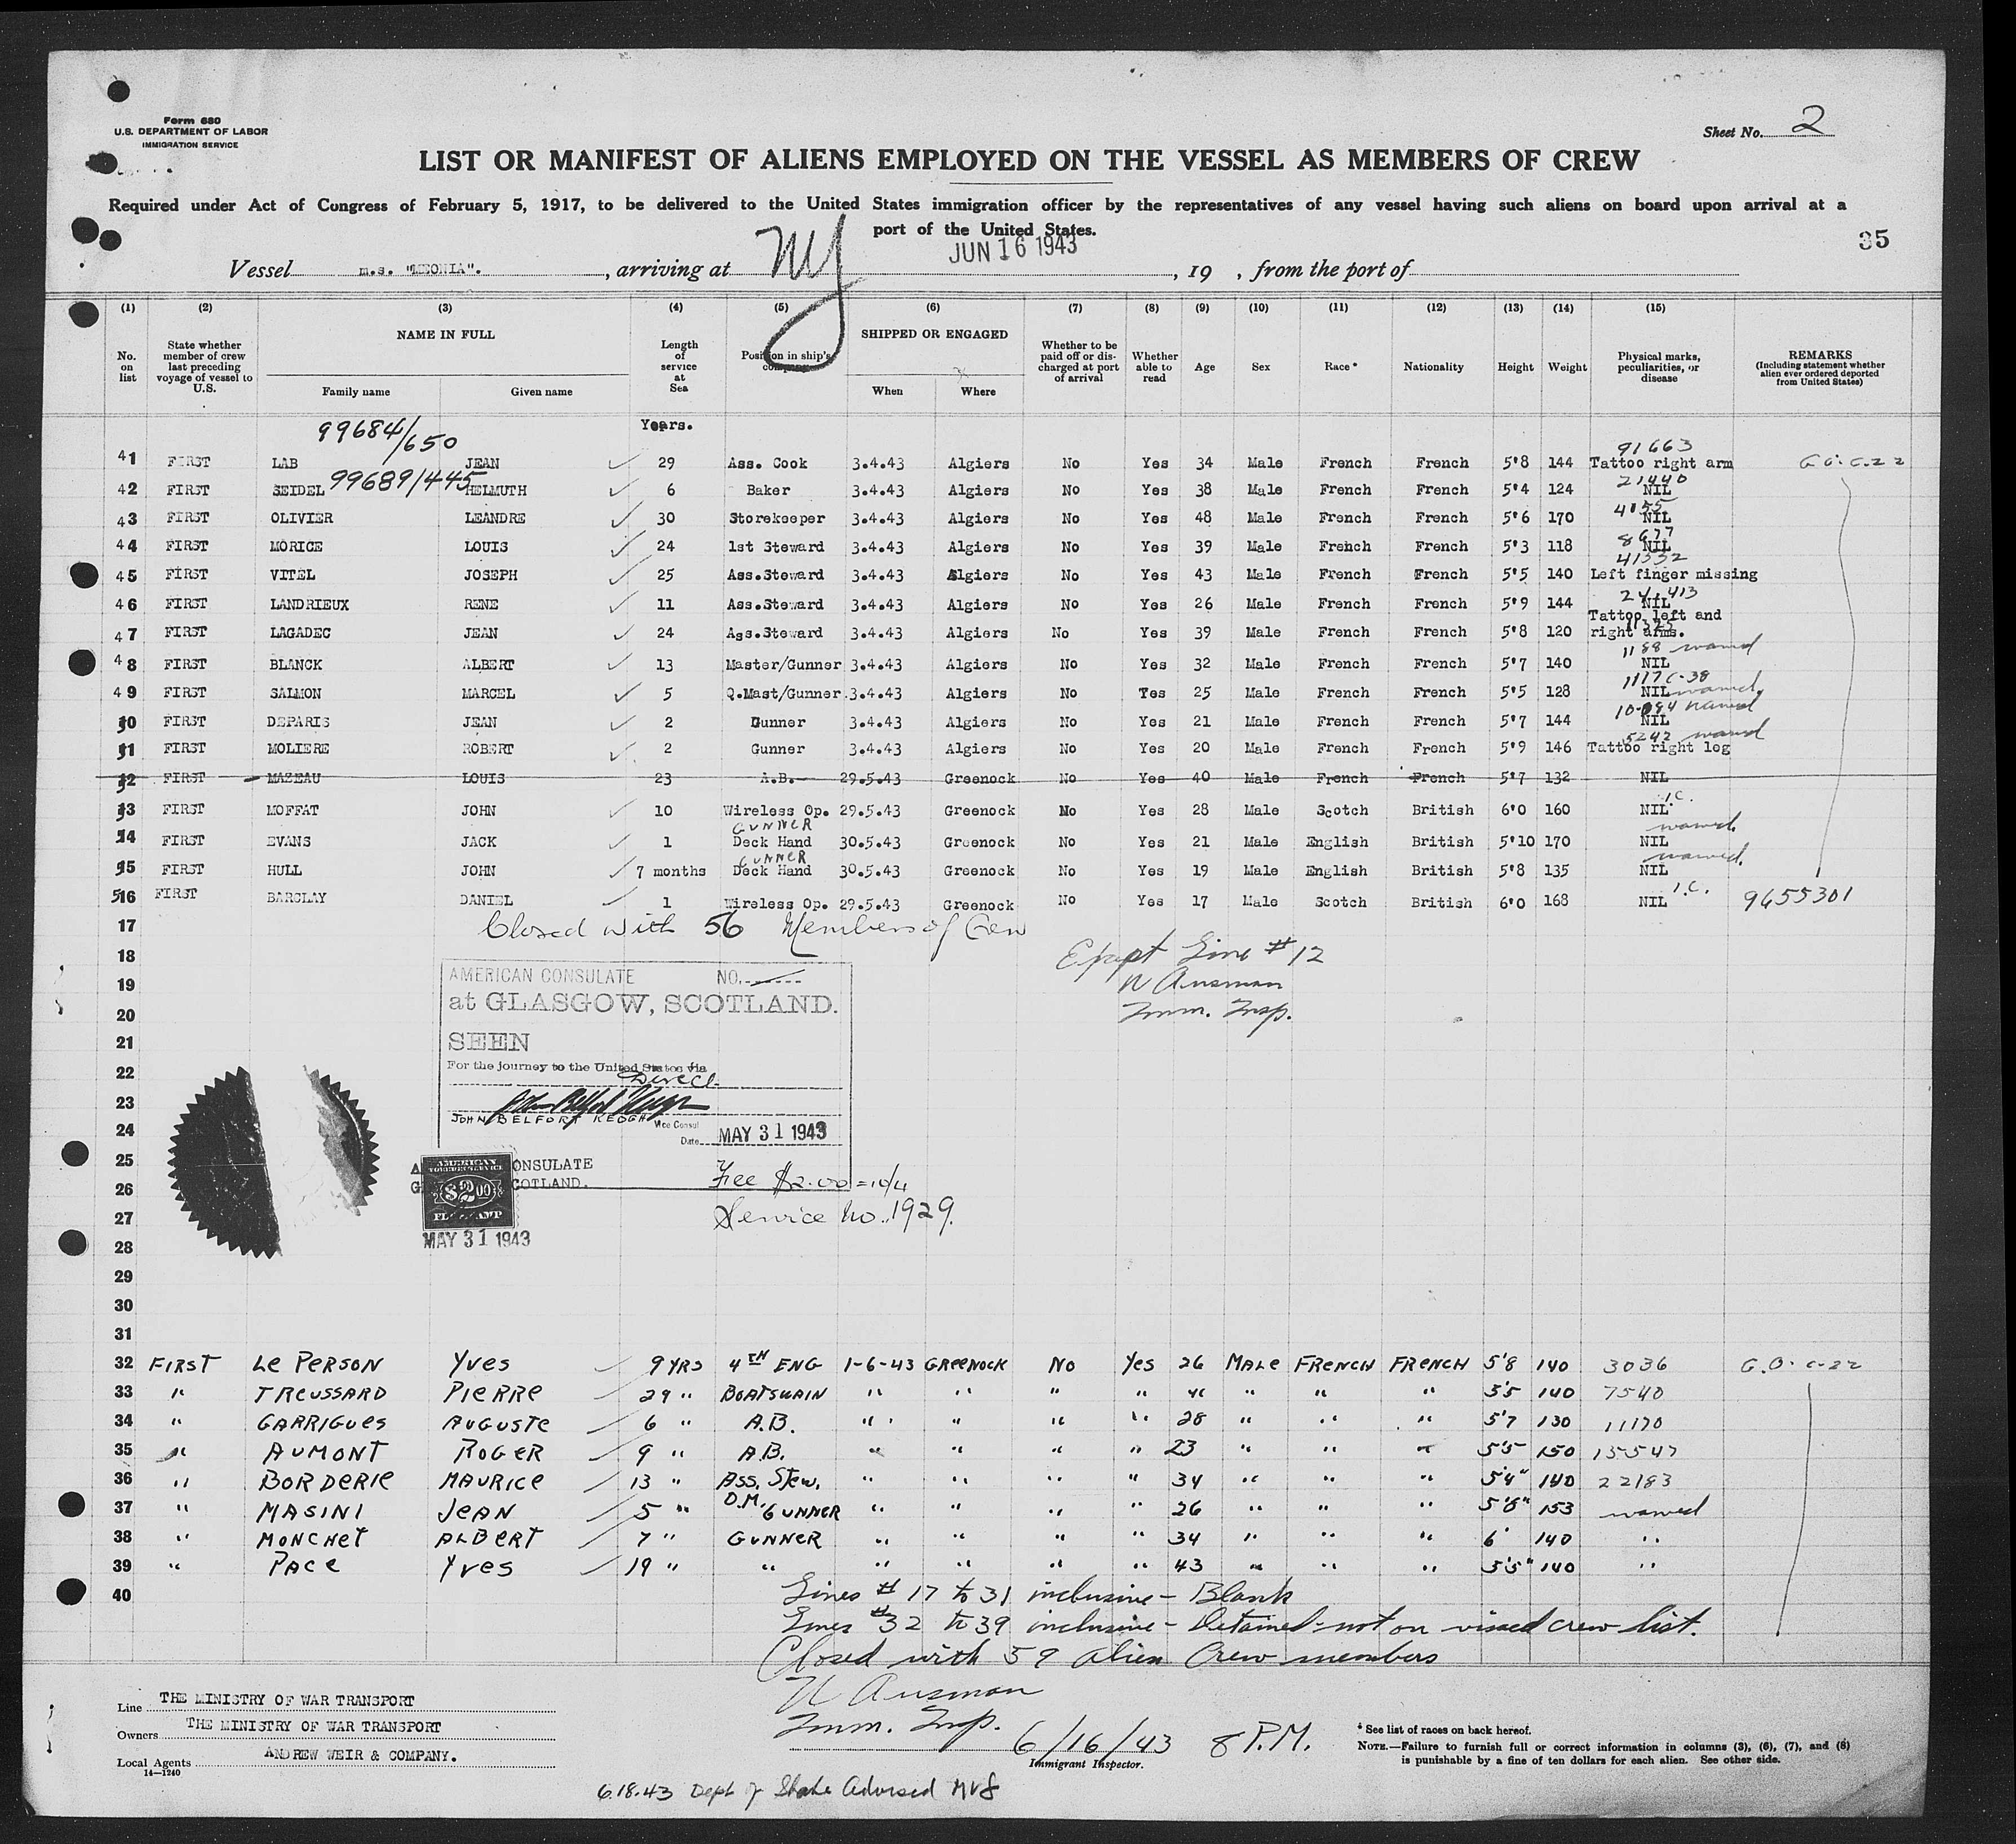 Form 680
U.S. DEPARTMENT OF LABOR
IMMIGRATION SERVICE
Sheet No. 2
LIST OR MANIFEST OF ALIENS EMPLOYED ON THE VESSEL AS MEMBERS OF CREW
Required under Act of Congress of February 5, 1917, to be delivered to the United States immigration officer by the representatives of any vessel having such aliens on board upon arrival at a
port of the United States.
35
Vessel m.s. "MEONIA". , arriving at NY JUN 16 1943 , 19 , from the port of
(1) (2) (3) (4) (5) (6) (7) (8) (9) (10) (11) (12) (13) (14) (15)
No. on list
State whether member of crew last preceding voyage of vessel to U.S.
NAME IN FULL
Family name Given name
Length of service at Sea
Position in ship's company
SHIPPED OR ENGAGED
When Where
Whether to be paid off or discharged at port of arrival
Whether able to read
Age
Sex
Race*
Nationality
Height
Weight
Physical marks, peculiarities, or disease
REMARKS
(Including statement whether alien ever ordered deported from United States)
99684/650 Years.
91663
41 FIRST LAB JEAN 29 Ass. Cook 3.4.43 Algiers No Yes 34 Male French French 5'8 144 Tattoo right arm G.O. C-22
99689/445 21440
42 FIRST SEIDEL HELMUTH 6 Baker 3.4.43 Algiers No Yes 38 Male French French 5'4 124 NIL
4155
43 FIRST OLIVIER LEANDRE 30 Storekeeper 3.4.43 Algiers No Yes 48 Male French French 5'6 170 NIL
8677
44 FIRST MORICE LOUIS 24 1st Steward 3.4.43 Algiers No Yes 39 Male French French 5'3 118 NIL
41332
45 FIRST VITEL JOSEPH 25 Ass.Steward 3.4.43 Algiers No Yes 43 Male French French 5'5 140 Left finger missing
46 FIRST LANDRIEUX RENE 11 Ass.Steward 3.4.43 Algiers No Yes 26 Male French French 5'9 144 NIL
47 FIRST LAGADEC JEAN 24 Ass.Steward 3.4.43 Algiers No Yes 39 Male French French 5'8 120 Tattoo left and right arms.
1188 waived
48 FIRST BLANCK ALBERT 13 Master/Gunner 3.4.43 Algiers No Yes 32 Male French French 5'7 140 NIL
1117 C-38
49 FIRST SALMON MARCEL 5 Q.Mast/Gunner 3.4.43 Algiers No Yes 25 Male French French 5'5 128 NIL waived
10-094 waived
50 FIRST DEPARIS JEAN 2 Gunner 3.4.43 Algiers No Yes 21 Male French French 5'7 144 NIL
5242 waived
51 FIRST MOLIERE ROBERT 2 Gunner 3.4.43 Algiers No Yes 20 Male French French 5'9 146 Tattoo right leg
52 FIRST MAZEAU LOUIS 23 A.B. 29.5.43 Greenock No Yes 40 Male French French 5'7 132 NIL
53 FIRST MOFFAT JOHN 10 Wireless Op. 29.5.43 Greenock No Yes 28 Male Scotch British 6'0 160 NIL I.C.
GUNNER waived
54 FIRST EVANS JACK 1 Deck Hand 30.5.43 Greenock No Yes 21 Male English British 5'10 170 NIL
GUNNER waived
55 FIRST HULL JOHN 7 months Deck Hand 30.5.43 Greenock No Yes 19 Male English British 5'8 135 NIL
516 FIRST BARCLAY DANIEL 1 Wireless Op. 29.5.43 Greenock No Yes 17 Male Scotch British 6'0 168 NIL I.C. 9655301
17 Closed with 56 Members of Crew
18 Except Line #12
19 N Ausman
20 Imm. Insp.
AMERICAN CONSULATE NO.
at GLASGOW, SCOTLAND.
21 SEEN
For the journey to the United States via
22 Direct
23
JOHN BELFORT KEOGH Vice Consul
24 Date MAY 31 1943
25 AMERICAN CONSULATE
26 GLASGOW, SCOTLAND. Fee $2.00 = 10/4
AMERICAN FOREIGN SERVICE
$2.00
FEE STAMP
27 Service No. 1929.
28 MAY 31 1943
29
30
31
32 FIRST Le PERSON Yves 9 YRS 4TH ENG 1-6-43 GREENOCK No Yes 26 MALE FRENCH FRENCH 5'8 140 3036 G.O. C-22
33 " TREUSSARD PIERRE 29 " BOATSWAIN " " " " " " " 5'5 140 7540
34 " GARRIGUES AUGUSTE 6 " A.B. " " " " 28 " " " 5'7 130 11170
35 " AUMONT ROGER 9 " A.B. " " " " 23 " " " 5'5 150 15547
36 " BORDERIE MAURICE 13 " ASS. STEW. " " " " 34 " " " 5'4" 140 22183
37 " MASINI JEAN 5 " D.M. GUNNER " " " " 26 " " " 5'8" 153 waived
38 " MONCHET ALBERT 7 " GUNNER " " " " 34 " " " 6' 140 "
39 " PACE Yves 19 " " " " " " 43 " " " 5'5" 140 "
40 Lines # 17 to 31 inclusive - Blank
Lines #32 to 39 inclusive - Detained - not on visaed crew list.
Closed with 59 alien Crew members
N Ausman
Imm. Insp. 6/16/43 8 P.M.
Immigrant Inspector.
Line THE MINISTRY OF WAR TRANSPORT
Owners THE MINISTRY OF WAR TRANSPORT
Local Agents ANDREW WEIR & COMPANY.
14-1240
* See list of races on back hereof.
NOTE.—Failure to furnish full or correct information in columns (3), (6), (7), and (8)
is punishable by a fine of ten dollars for each alien. See other side.
6.18.43 Dept of State Advised